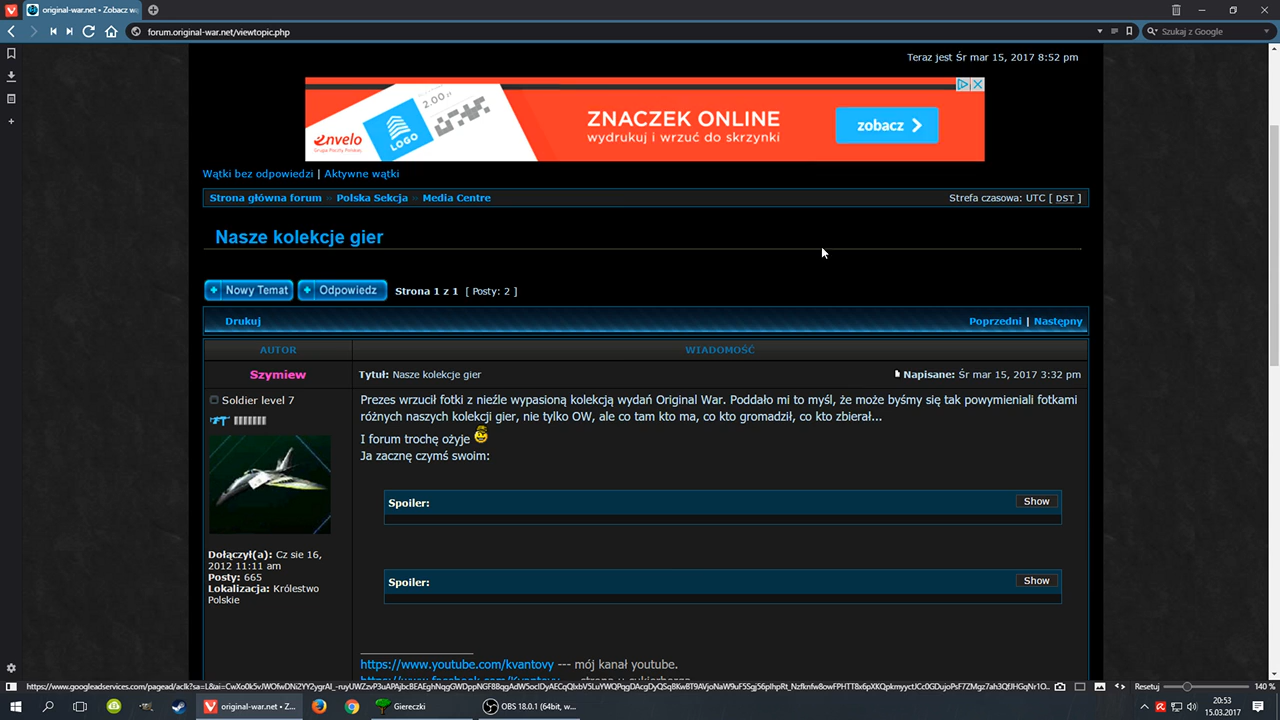 original-war.net • Zobacz wą
forum.original-war.net/viewtopic.php
Szukaj z Google
Teraz jest Śr mar 15, 2017 8:52 pm
envelo
Grupa Poczty Polskiej
LOGO
2,00 zł
ZNACZEK ONLINE
wydrukuj i wrzuć do skrzynki
zobacz
Wątki bez odpowiedzi | Aktywne wątki
Strona główna forum » Polska Sekcja » Media Centre
Strefa czasowa: UTC [ DST ]
Nasze kolekcje gier
Nowy Temat
Odpowiedz
Strona 1 z 1 [ Posty: 2 ]
Drukuj
Poprzedni | Następny
AUTOR
WIADOMOŚĆ
Szymiew
Tytuł: Nasze kolekcje gier
Napisane: Śr mar 15, 2017 3:32 pm
Soldier level 7
Prezes wrzucił fotki z nieźle wypasioną kolekcją wydań Original War. Poddało mi to myśl, że może byśmy się tak powymieniali fotkami
różnych naszych kolekcji gier, nie tylko OW, ale co tam kto ma, co kto gromadził, co kto zbierał...
I forum trochę ożyje
Ja zacznę czymś swoim:
Spoiler:
Show
Dołączył(a): Cz sie 16,
2012 11:11 am
Posty: 665
Lokalizacja: Królestwo
Polskie
Spoiler:
Show
https://www.youtube.com/kvantovy --- mój kanał youtube.
Resetuj
140 %
original-war.net • Z...
Giereczki
OBS 18.0.1 (64bit, w...
20:53
15.03.2017